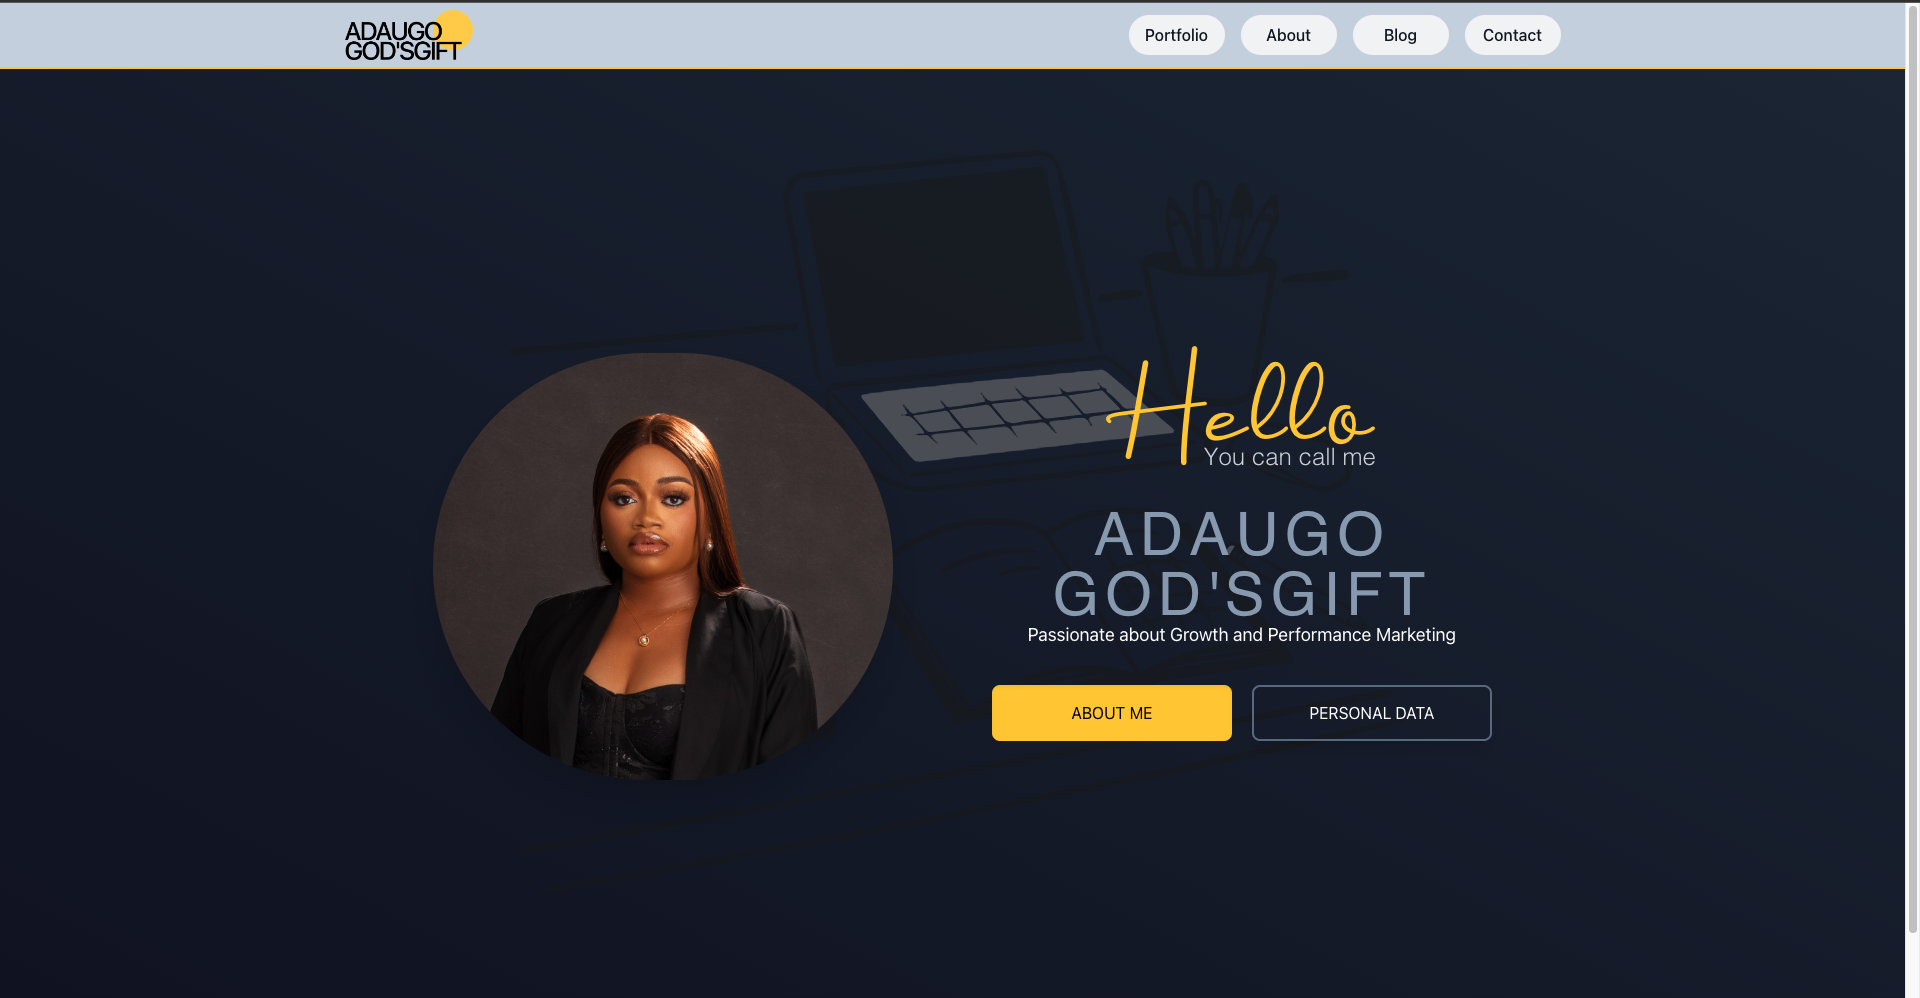 ADAUGO
GOD'SGIFT
Portfolio
About
Blog
Contact
Hello
You can call me
ADAUGO
GOD'SGIFT
Passionate about Growth and Performance Marketing
ABOUT ME
PERSONAL DATA